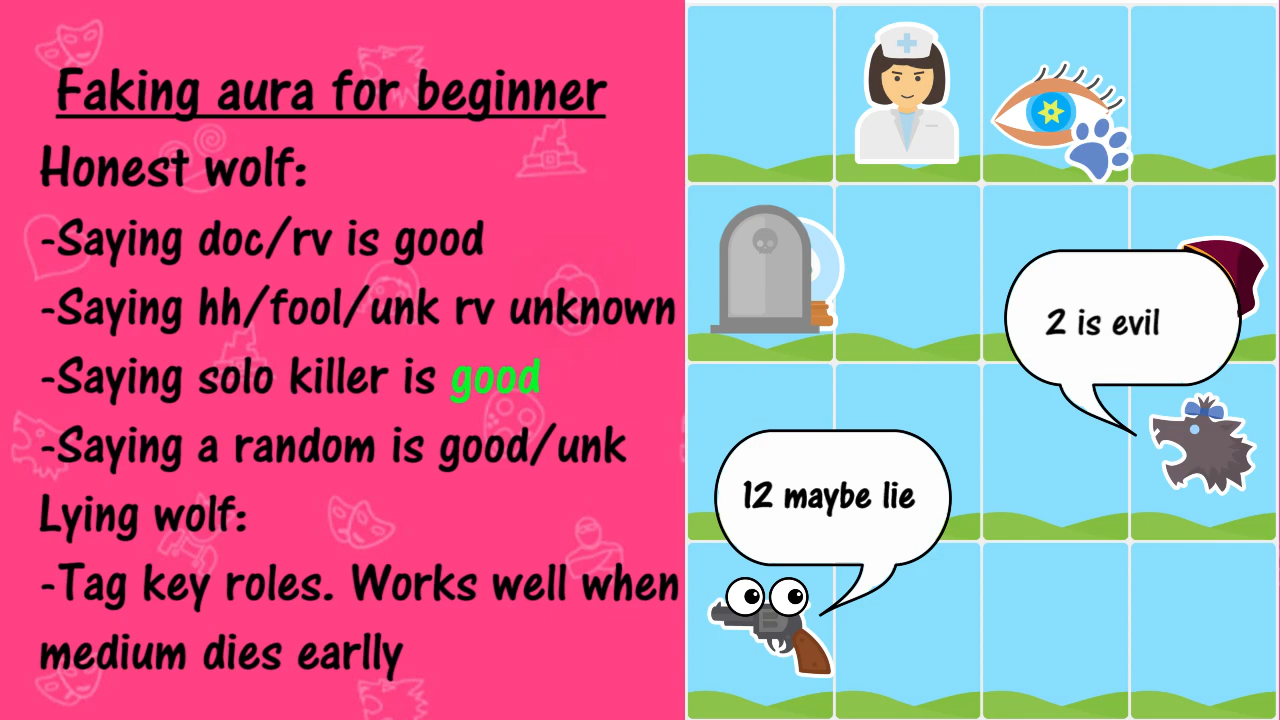 Faking aura for beginner
Honest wolf:
-Saying doc/rv is good
-Saying hh/fool/unk rv unknown
-Saying solo killer is good
-Saying a random is good/unk
Lying wolf:
-Tag key roles. Works well when
medium dies earlly
2 is evil
12 maybe lie